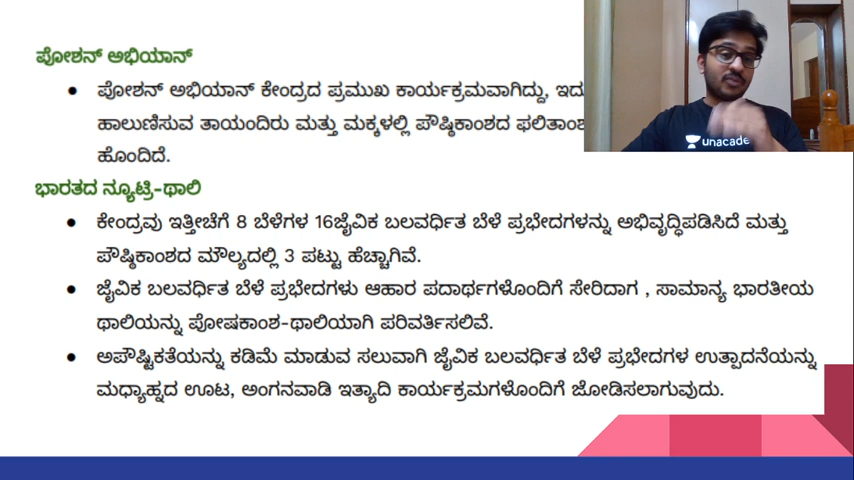 ಪೋಶನ್ ಅಭಿಯಾನ್
● ಪೋಶನ್ ಅಭಿಯಾನ್ ಕೇಂದ್ರದ ಪ್ರಮುಖ ಕಾರ್ಯಕ್ರಮವಾಗಿದ್ದು, ಇದು
ಹಾಲುಣಿಸುವ ತಾಯಂದಿರು ಮತ್ತು ಮಕ್ಕಳಲ್ಲಿ ಪೌಷ್ಠಿಕಾಂಶದ
ಹೊಂದಿದೆ.
ಭಾರತದ ನ್ಯೂಟ್ರಿ-ಥಾಲಿ
● ಕೇಂದ್ರವು ಇತ್ತೀಚೆಗೆ 8 ಬೆಳೆಗಳ 16ಜೈವಿಕ ಬಲವರ್ಧಿತ ಬೆಳೆ ಪ್ರಭೇದಗಳನ್ನು ಅಭಿವೃದ್ಧಿಪಡಿಸಿದೆ ಮತ್ತು
ಪೌಷ್ಠಿಕಾಂಶದ ಮೌಲ್ಯದಲ್ಲಿ 3 ಪಟ್ಟು ಹೆಚ್ಚಾಗಿವೆ.
● ಜೈವಿಕ ಬಲವರ್ಧಿತ ಬೆಳೆ ಪ್ರಭೇದಗಳು ಆಹಾರ ಪದಾರ್ಥಗಳೊಂದಿಗೆ ಸೇರಿದಾಗ , ಸಾಮಾನ್ಯ ಭಾರತೀಯ
ಥಾಲಿಯನ್ನು ಪೋಷಕಾಂಶ-ಥಾಲಿಯಾಗಿ ಪರಿವರ್ತಿಸಲಿವೆ.
● ಅಪೌಷ್ಟಿಕತೆಯನ್ನು ಕಡಿಮೆ ಮಾಡುವ ಸಲುವಾಗಿ ಜೈವಿಕ ಬಲವರ್ಧಿತ ಬೆಳೆ ಪ್ರಭೇದಗಳ ಉತ್ಪಾದನೆಯನ್ನು
ಮಧ್ಯಾಹ್ನದ ಊಟ, ಅಂಗನವಾಡಿ ಇತ್ಯಾದಿ ಕಾರ್ಯಕ್ರಮಗಳೊಂದಿಗೆ ಜೋಡಿಸಲಾಗುವುದು.
unacade